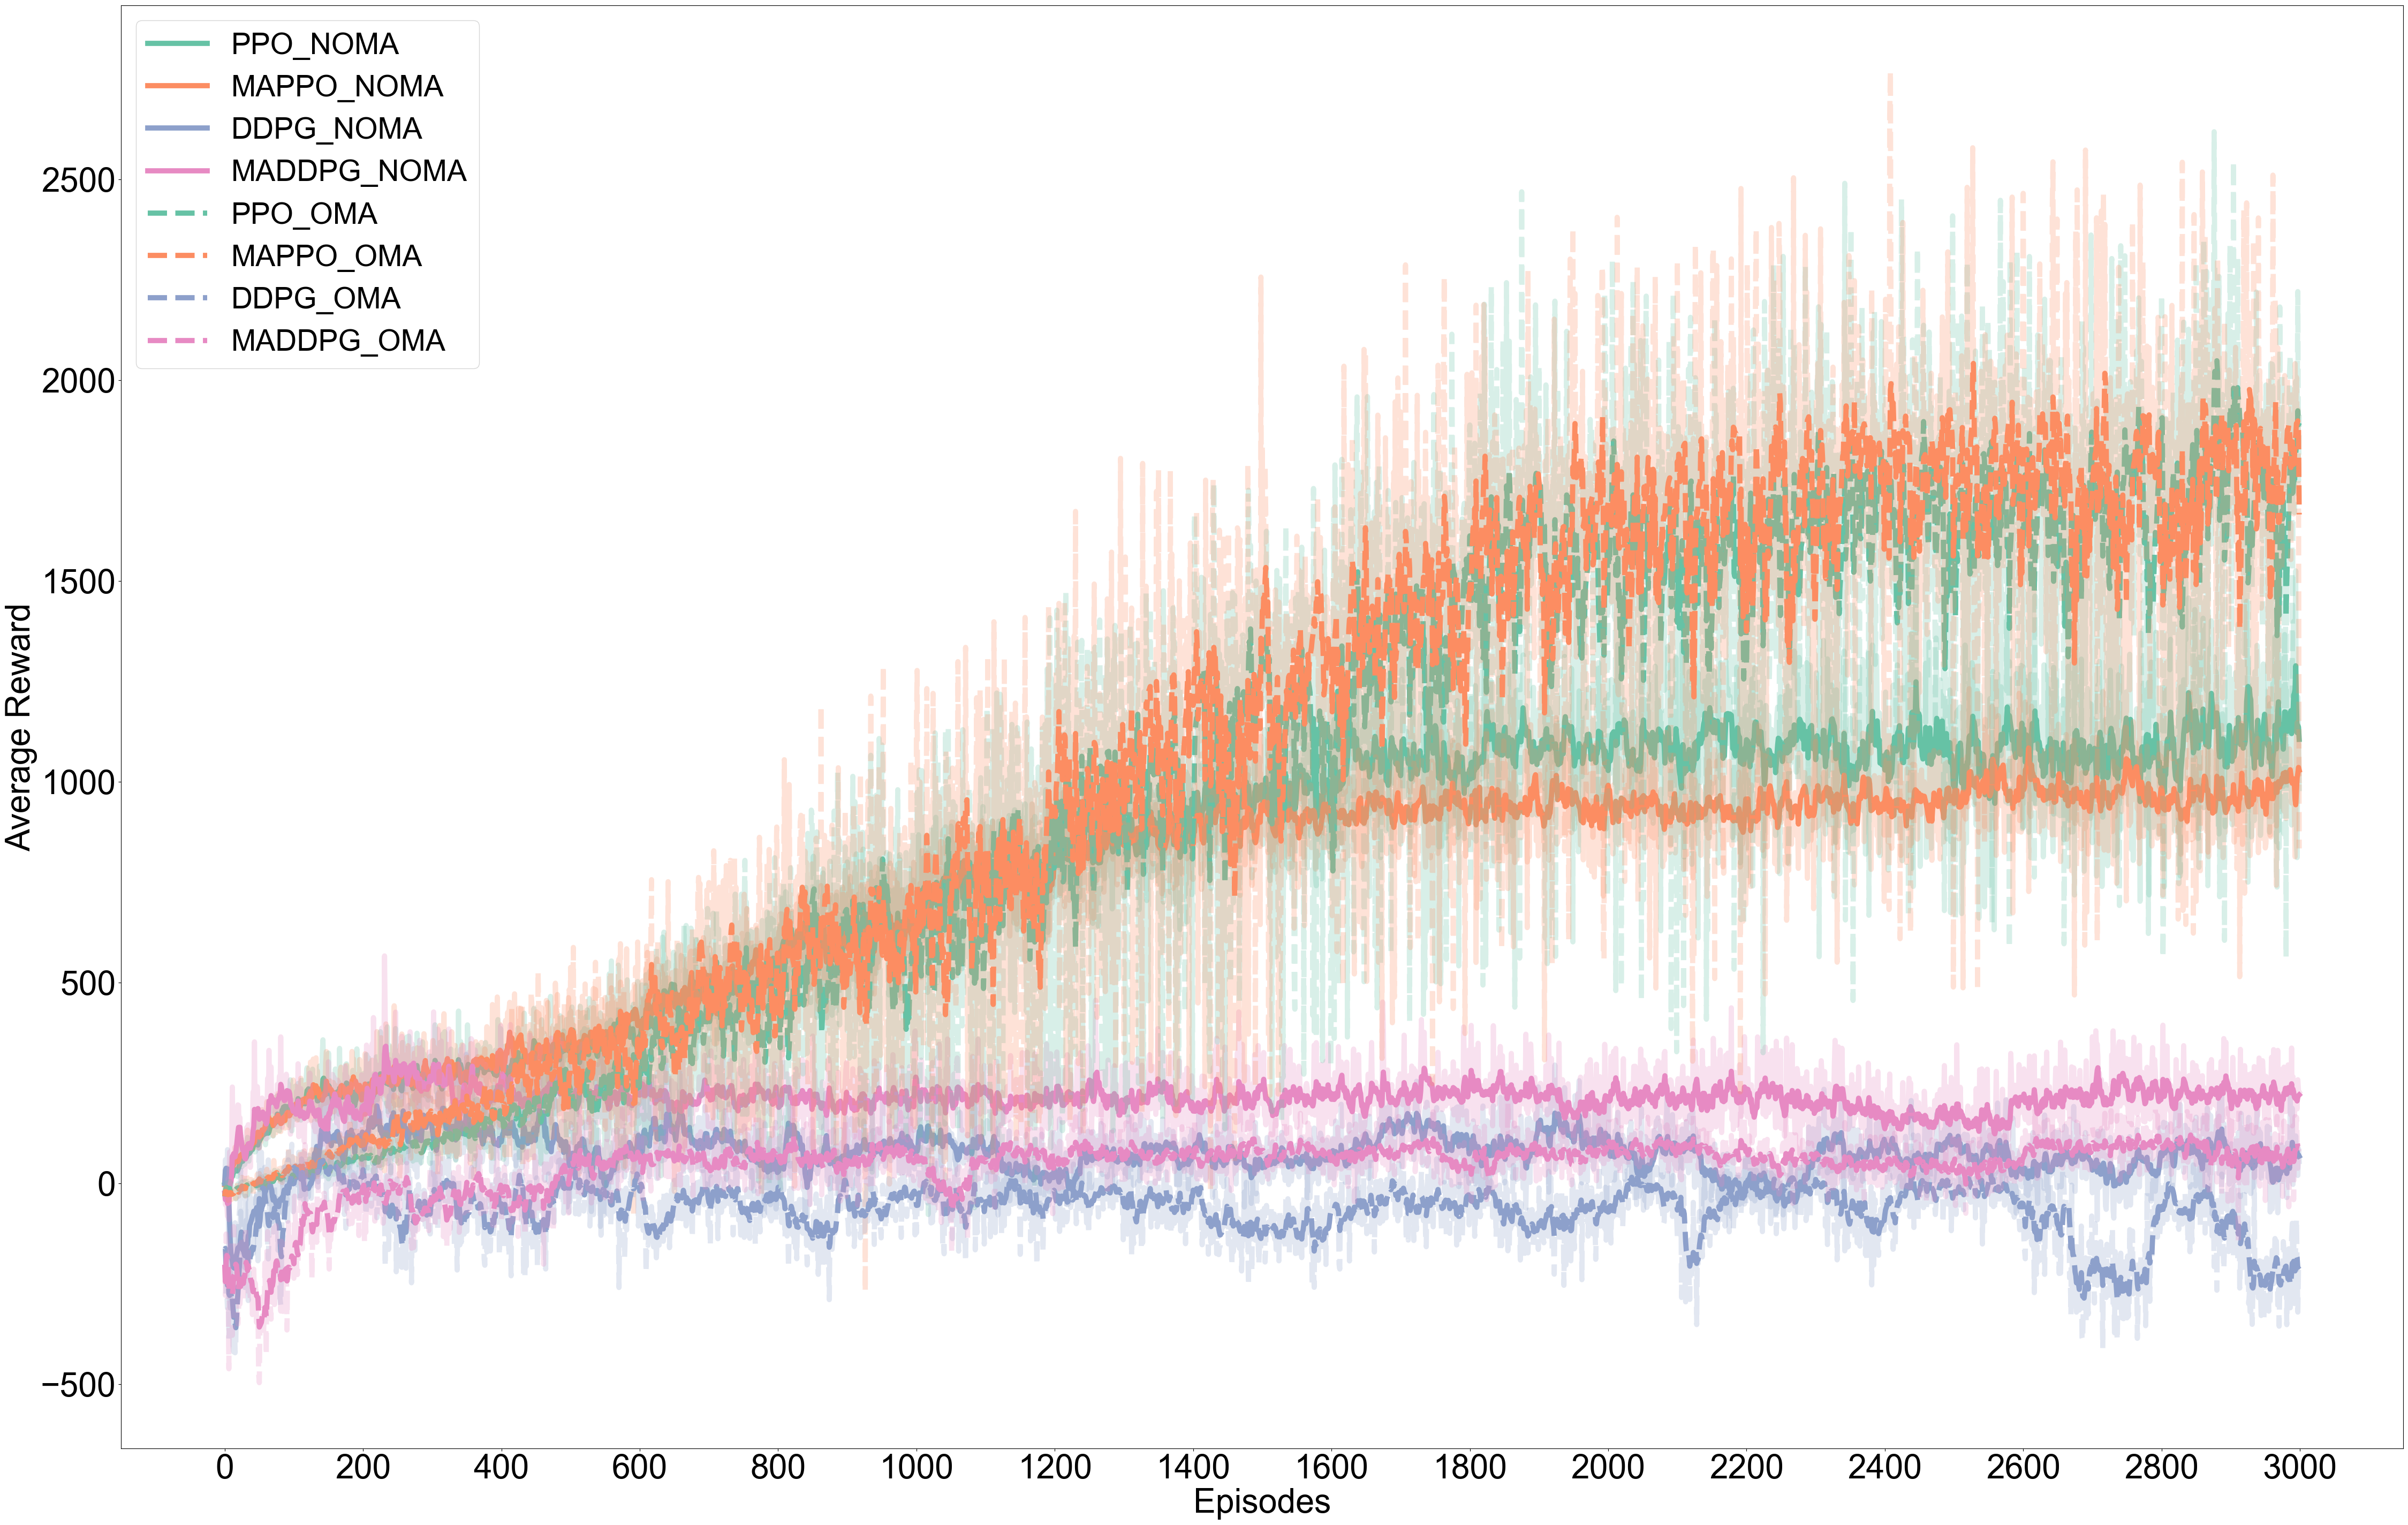 PPO_NOMA
MAPPO_NOMA
DDPG_NOMA
MADDPG_NOMA
PPO_OMA
MAPPO_OMA
DDPG_OMA
MADDPG_OMA
2500
2000
1500
1000
500
0
−500
Average Reward
0 200 400 600 800 1000 1200 1400 1600 1800 2000 2200 2400 2600 2800 3000
Episodes